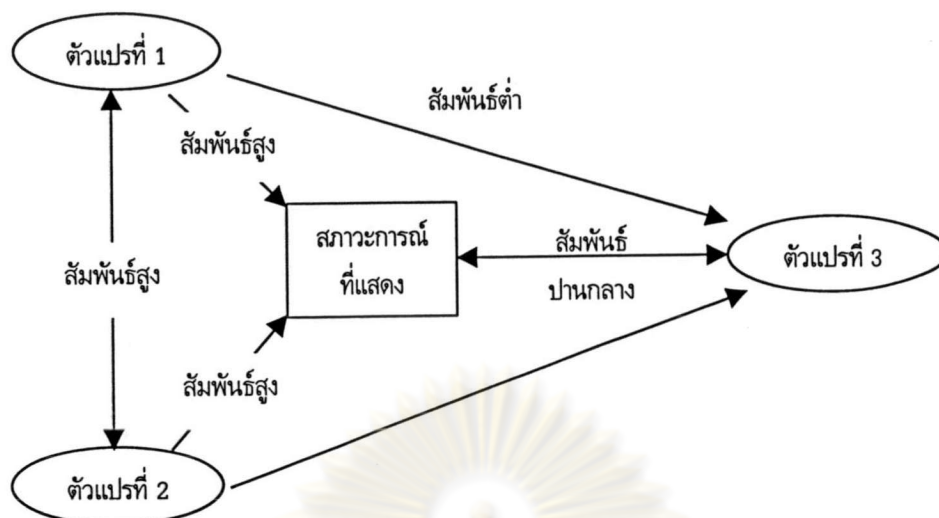 ตัวแปรที่ 1
สัมพันธ์ต่ำ
สัมพันธ์สูง
สภาวะการณ์
ที่แสดง
สัมพันธ์
ปานกลาง
ตัวแปรที่ 3
สัมพันธ์สูง
สัมพันธ์สูง
ตัวแปรที่ 2